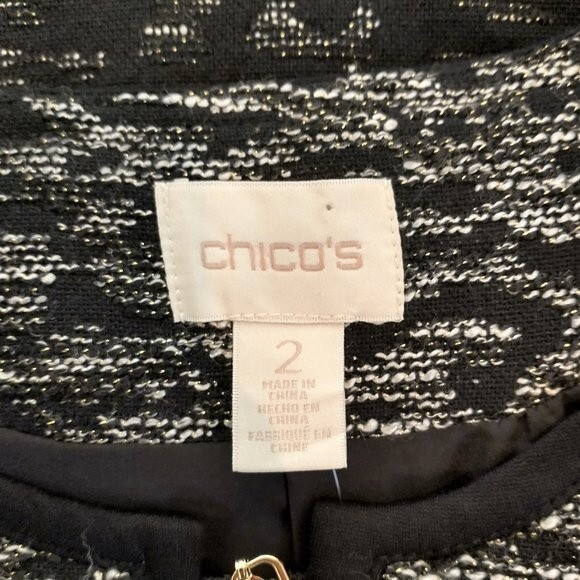 chico's
2
MADE IN
CHINA
HECHO EN
CHINA
FABRIQUE EN
CHINE